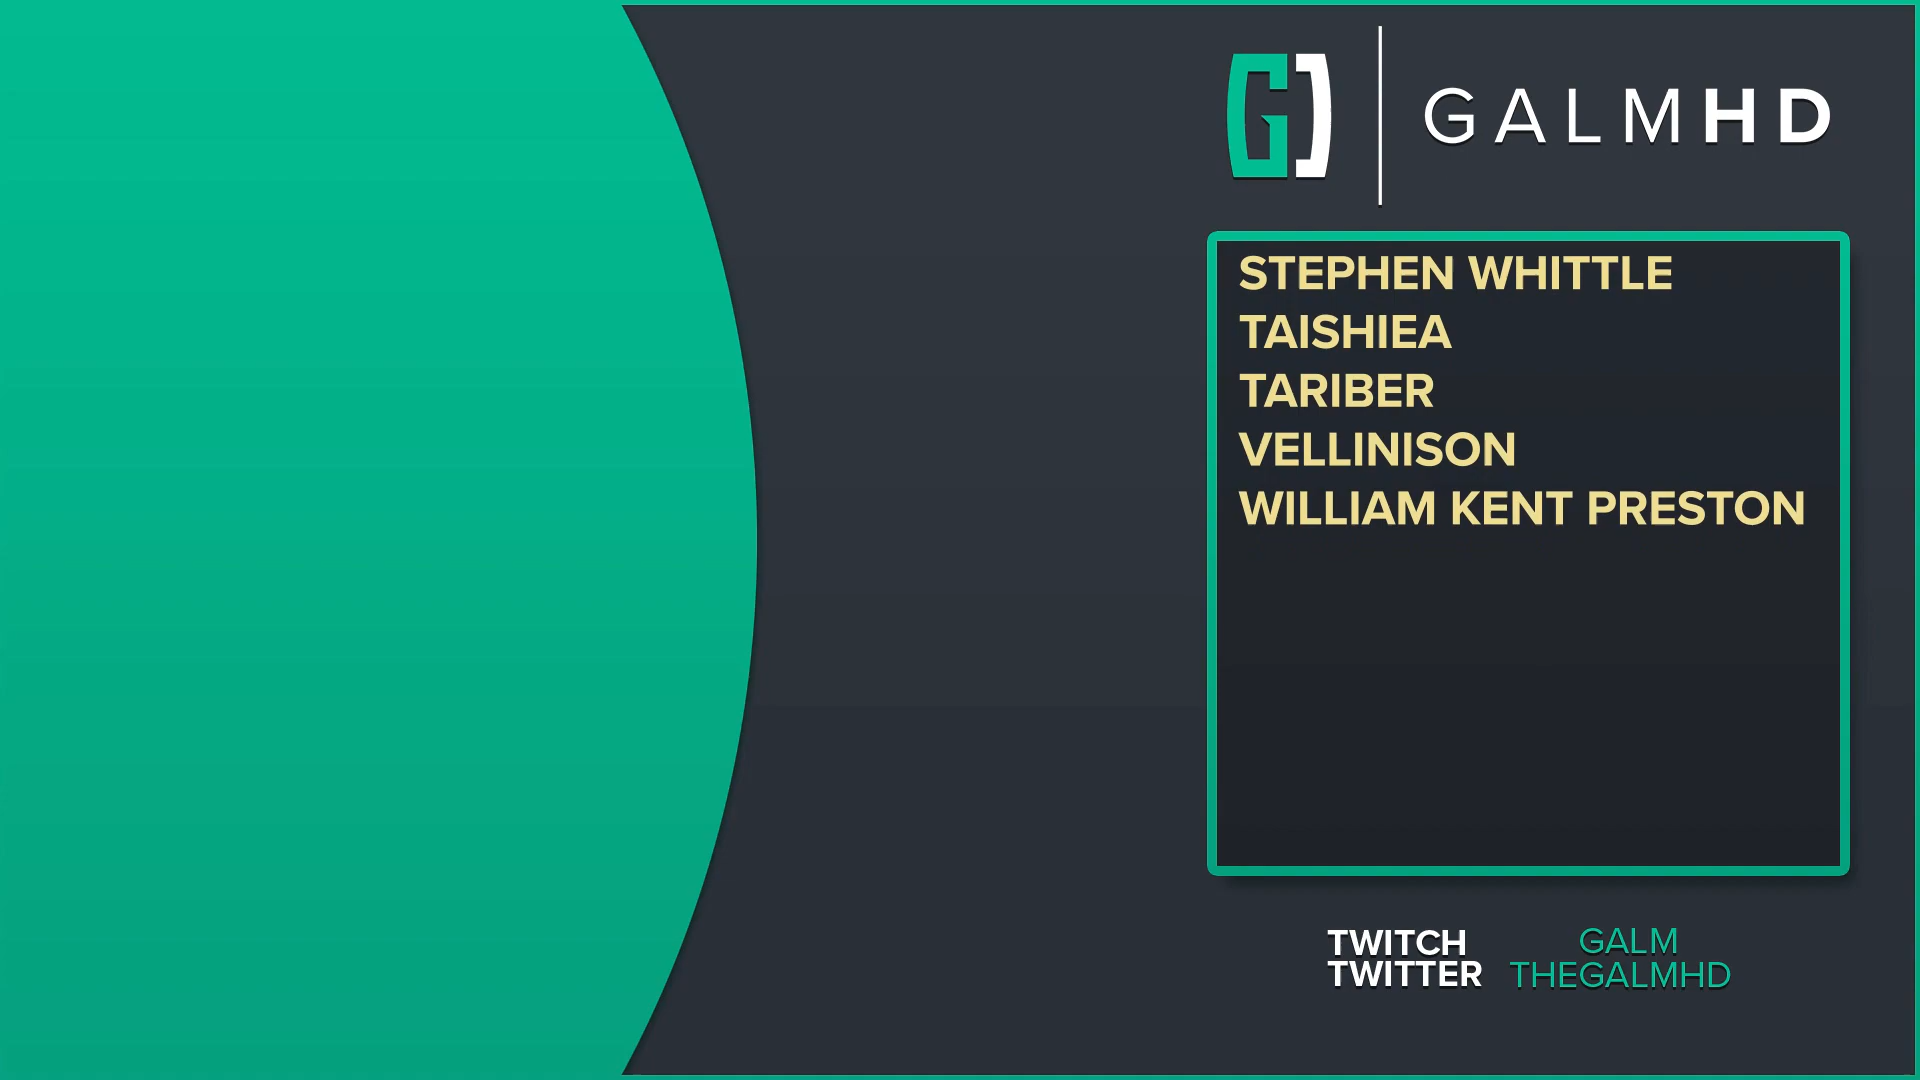 GALMHD
STEPHEN WHITTLE
TAISHIEA
TARIBER
VELLINISON
WILLIAM KENT PRESTON
TWITCH GALM
TWITTER THEGALMHD